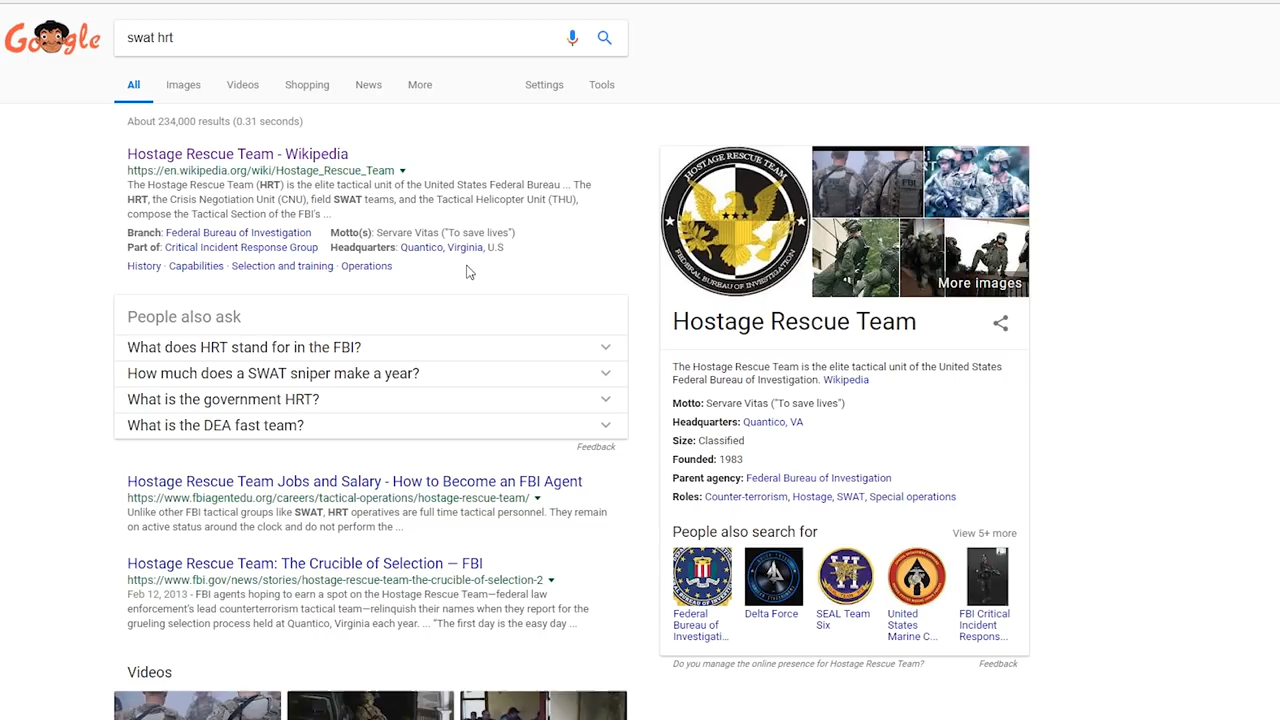 Google
swat hrt
All
Images
Videos
Shopping
News
More
Settings
Tools
About 234,000 results (0.31 seconds)
Hostage Rescue Team - Wikipedia
https://en.wikipedia.org/wiki/Hostage_Rescue_Team
The Hostage Rescue Team (HRT) is the elite tactical unit of the United States Federal Bureau ... The
HRT, the Crisis Negotiation Unit (CNU), field SWAT teams, and the Tactical Helicopter Unit (THU),
compose the Tactical Section of the FBI's ...
Branch: Federal Bureau of Investigation Motto(s): Servare Vitas ("To save lives")
Part of: Critical Incident Response Group Headquarters: Quantico, Virginia, U.S
History · Capabilities · Selection and training · Operations
People also ask
What does HRT stand for in the FBI?
How much does a SWAT sniper make a year?
What is the government HRT?
What is the DEA fast team?
Feedback
Hostage Rescue Team Jobs and Salary - How to Become an FBI Agent
https://www.fbiagentedu.org/careers/tactical-operations/hostage-rescue-team/
Unlike other FBI tactical groups like SWAT, HRT operatives are full time tactical personnel. They remain
on active status around the clock and do not perform the ...
Hostage Rescue Team: The Crucible of Selection — FBI
https://www.fbi.gov/news/stories/hostage-rescue-team-the-crucible-of-selection-2
Feb 12, 2013 - FBI agents hoping to earn a spot on the Hostage Rescue Team—federal law
enforcement's lead counterterrorism tactical team—relinquish their names when they report for the
grueling selection process held at Quantico, Virginia each year. ... "The first day is the easy day ...
Videos
HOSTAGE RESCUE TEAM
FEDERAL BUREAU OF INVESTIGATION
FBI
More images
Hostage Rescue Team
The Hostage Rescue Team is the elite tactical unit of the United States
Federal Bureau of Investigation. Wikipedia
Motto: Servare Vitas ("To save lives")
Headquarters: Quantico, VA
Size: Classified
Founded: 1983
Parent agency: Federal Bureau of Investigation
Roles: Counter-terrorism, Hostage, SWAT, Special operations
People also search for
View 5+ more
Federal
Bureau of
Investigati...
Delta Force
SEAL Team
Six
United
States
Marine C...
FBI Critical
Incident
Respons...
Do you manage the online presence for Hostage Rescue Team?
Feedback